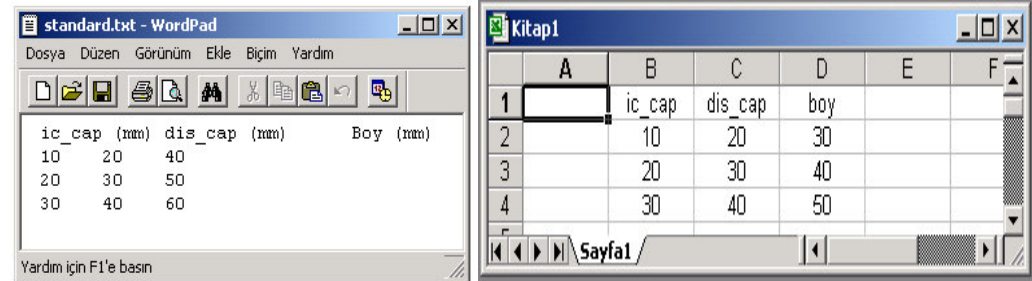 standard.txt - WordPad
Dosya Düzen Görünüm Ekle Biçim Yardım
ic_cap (mm) dis_cap (mm) Boy (mm)
10 20 40
20 30 50
30 40 60
Yardım için F1'e basın
Kitap1
A B C D E F
1 ic_cap dis_cap boy
2 10 20 30
3 20 30 40
4 30 40 50
Sayfa1